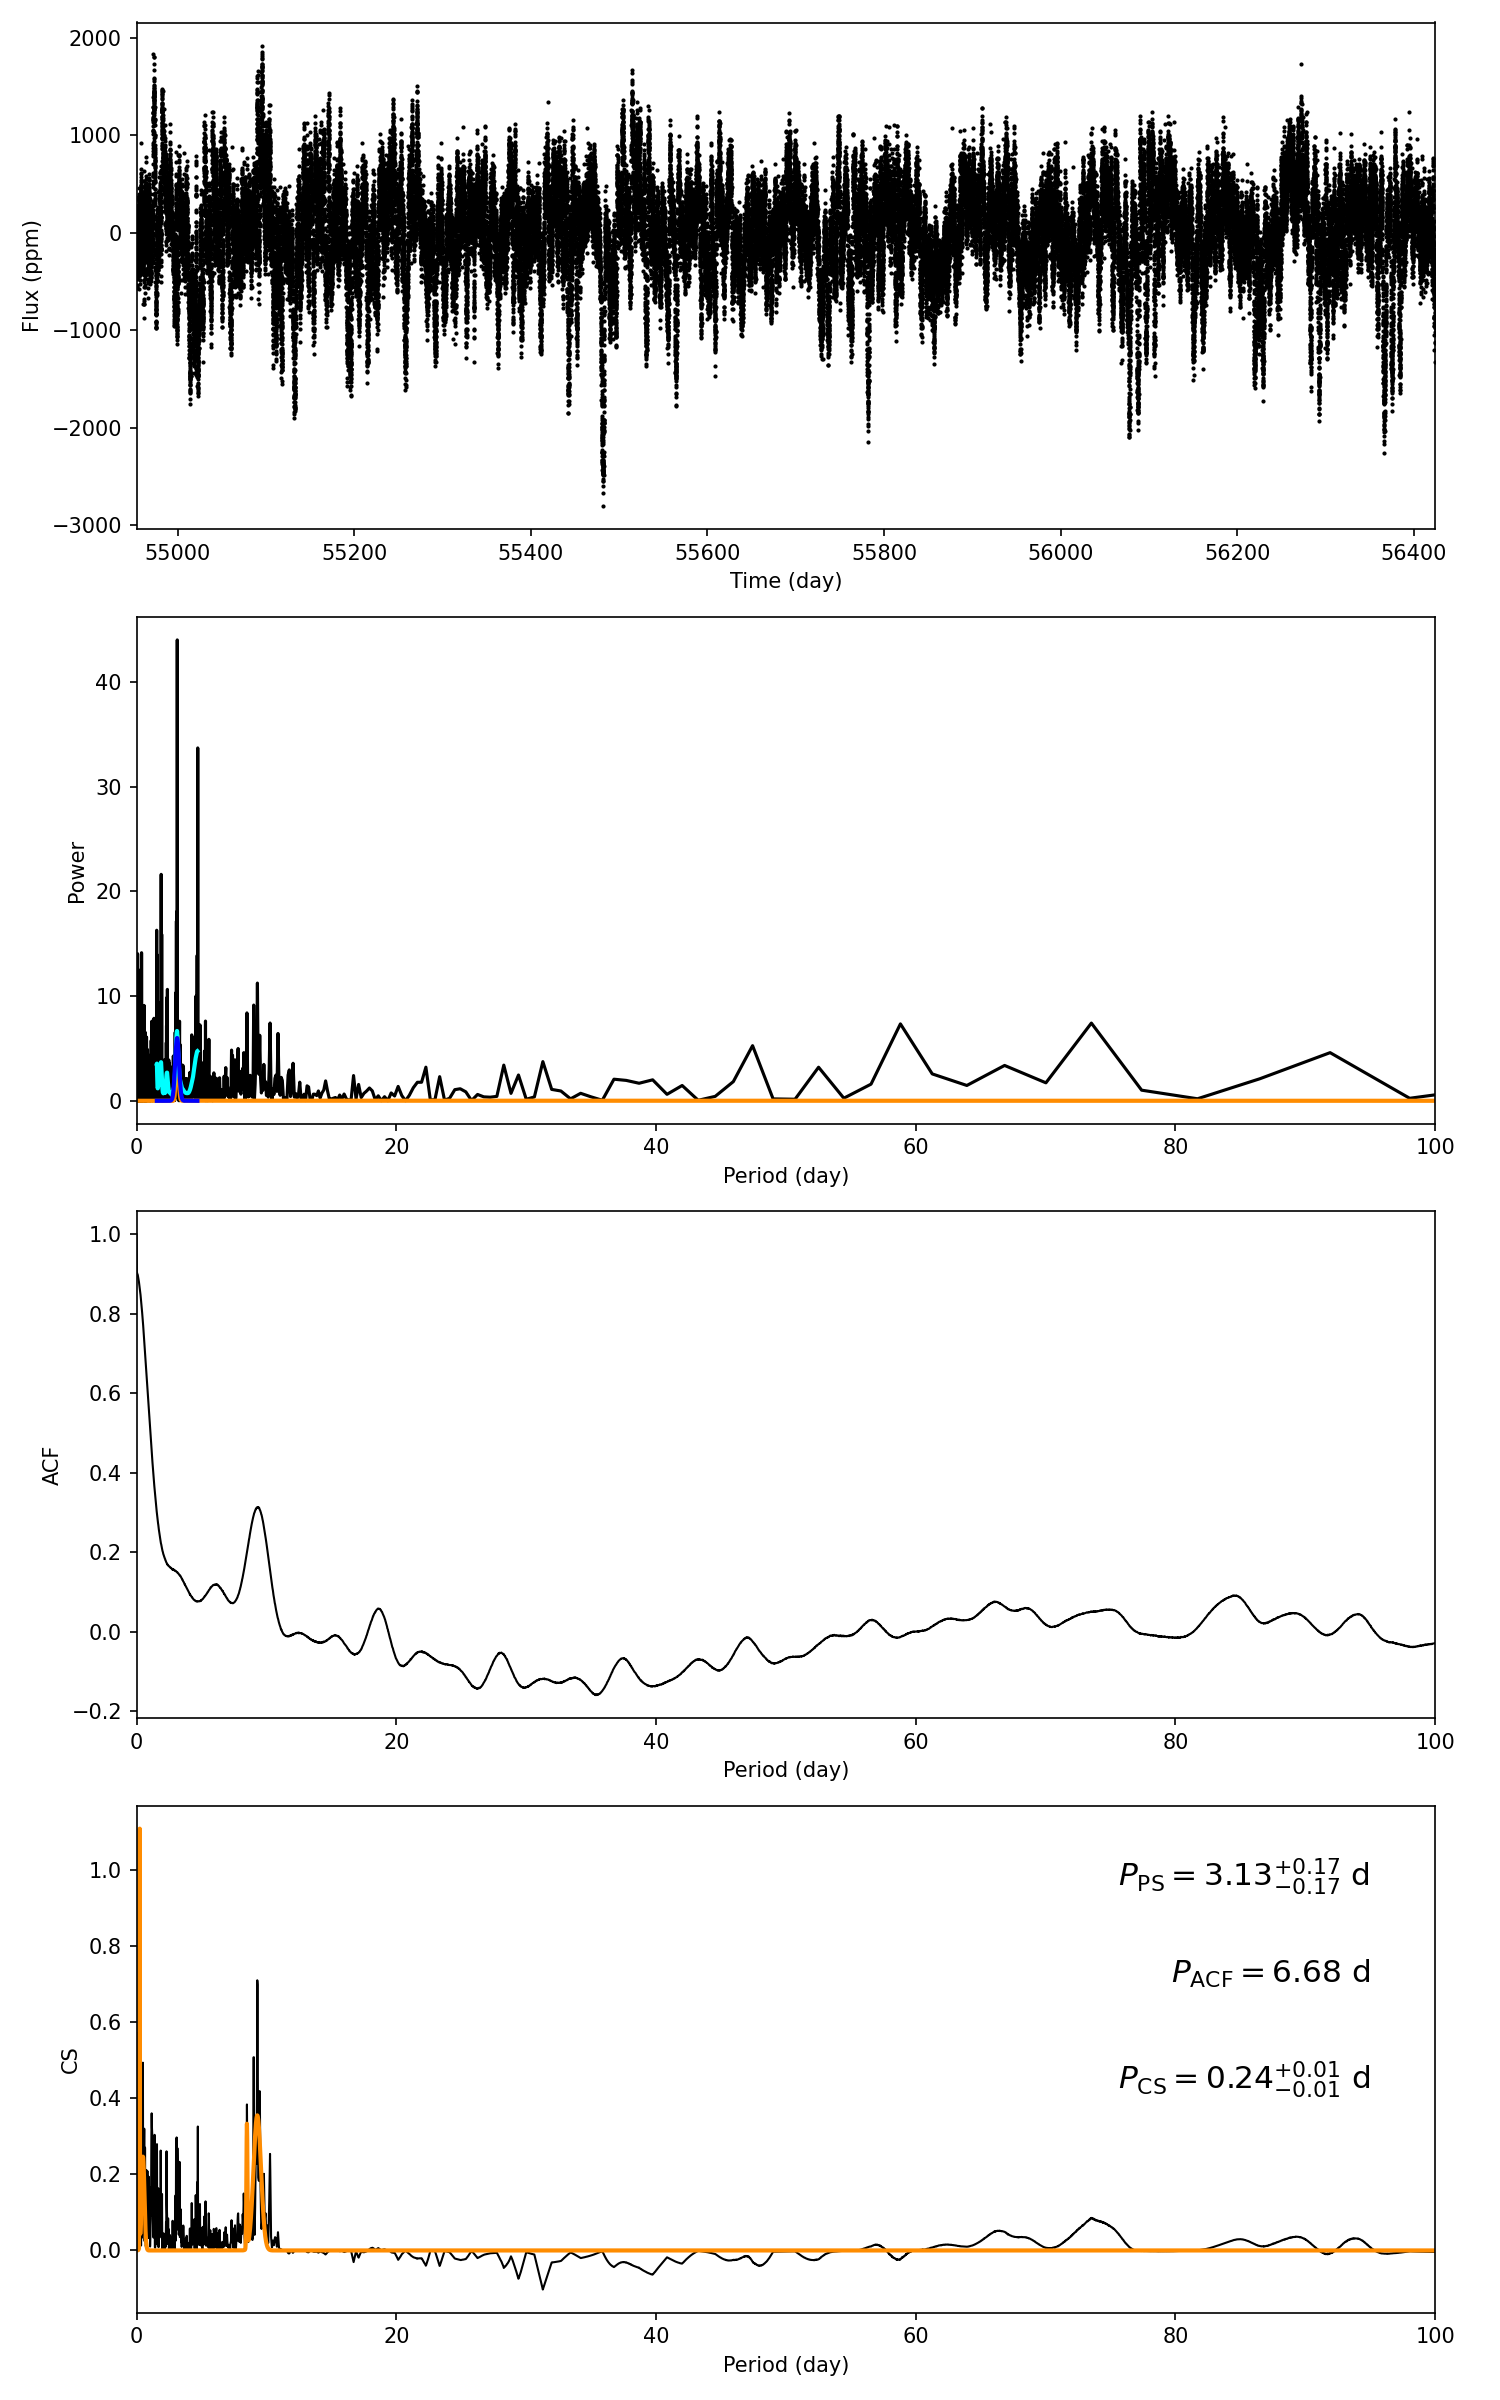 2000
1000
0
−1000
−2000
−3000
Flux (ppm)
55000 55200 55400 55600 55800 56000 56200 56400
Time (day)
40
30
20
10
0
Power
0 20 40 60 80 100
Period (day)
1.0
0.8
0.6
0.4
0.2
0.0
−0.2
ACF
0 20 40 60 80 100
Period (day)
1.0
0.8
0.6
0.4
0.2
0.0
CS
P_PS = 3.13^{+0.17}_{−0.17} d
P_ACF = 6.68 d
P_CS = 0.24^{+0.01}_{−0.01} d
0 20 40 60 80 100
Period (day)